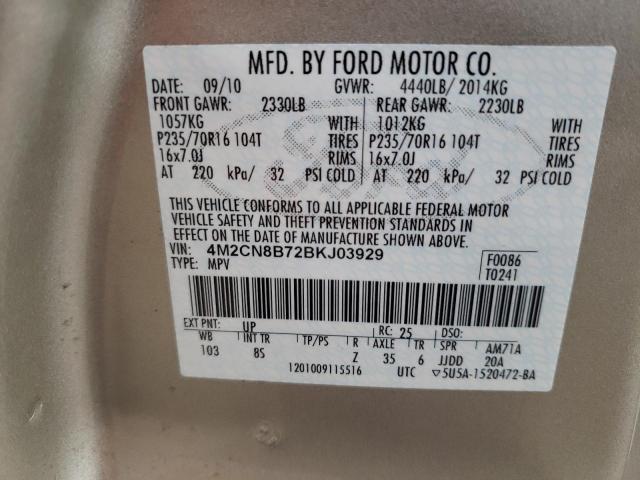 MFD. BY FORD MOTOR CO.
DATE: 09/10 GVWR: 4440LB/ 2014KG
FRONT GAWR: 2330LB REAR GAWR: 2230LB
1057KG WITH 1012KG WITH
P235/70R16 104T TIRES P235/70R16 104T TIRES
16x7.0J RIMS 16x7.0J RIMS
AT 220 kPa/ 32 PSI COLD AT 220 kPa/ 32 PSI COLD
THIS VEHICLE CONFORMS TO ALL APPLICABLE FEDERAL MOTOR
VEHICLE SAFETY AND THEFT PREVENTION STANDARDS IN
EFFECT ON THE DATE OF MANUFACTURE SHOWN ABOVE.
VIN: 4M2CN8B72BKJ03929 F0086
TYPE: MPV T0241
EXT PNT: UP RC: 25 DSO:
WB INT TR TP/PS R AXLE TR SPR AM71A
103 8S Z 35 6 JJDD 20A
1201009115516 UTC ▽5U5A-1520472-BA